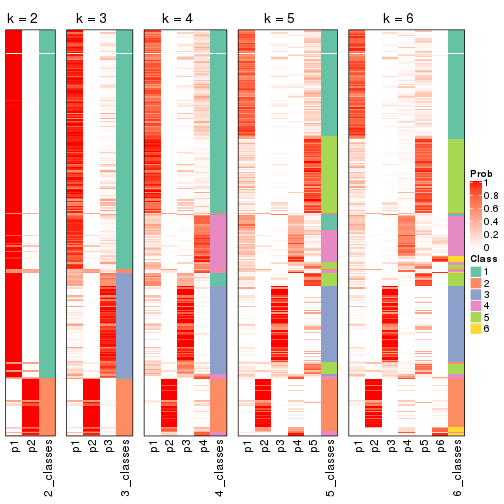 k = 2
k = 3
k = 4
k = 5
k = 6
p1
p2
2_classes
p1
p2
p3
3_classes
p1
p2
p3
p4
4_classes
p1
p2
p3
p4
p5
5_classes
p1
p2
p3
p4
p5
p6
6_classes
Prob
1
0.8
0.6
0.4
0.2
0
Class
1
2
3
4
5
6